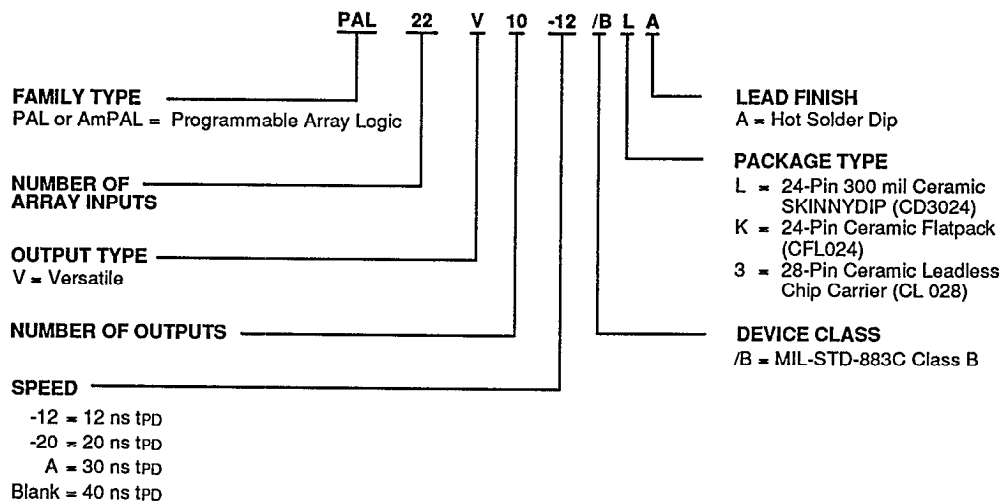 PAL 22 V 10 -12 /B L A
FAMILY TYPE
PAL or AmPAL = Programmable Array Logic
NUMBER OF
ARRAY INPUTS
OUTPUT TYPE
V = Versatile
NUMBER OF OUTPUTS
SPEED
-12 = 12 ns tPD
-20 = 20 ns tPD
A = 30 ns tPD
Blank = 40 ns tPD
LEAD FINISH
A = Hot Solder Dip
PACKAGE TYPE
L = 24-Pin 300 mil Ceramic
SKINNYDIP (CD3024)
K = 24-Pin Ceramic Flatpack
(CFL024)
3 = 28-Pin Ceramic Leadless
Chip Carrier (CL 028)
DEVICE CLASS
/B = MIL-STD-883C Class B